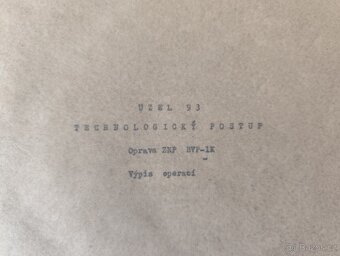 UZEL 93
TECHNOLOGICKÝ POSTUP
Oprava ZKP BVP-1K
Výpis operací